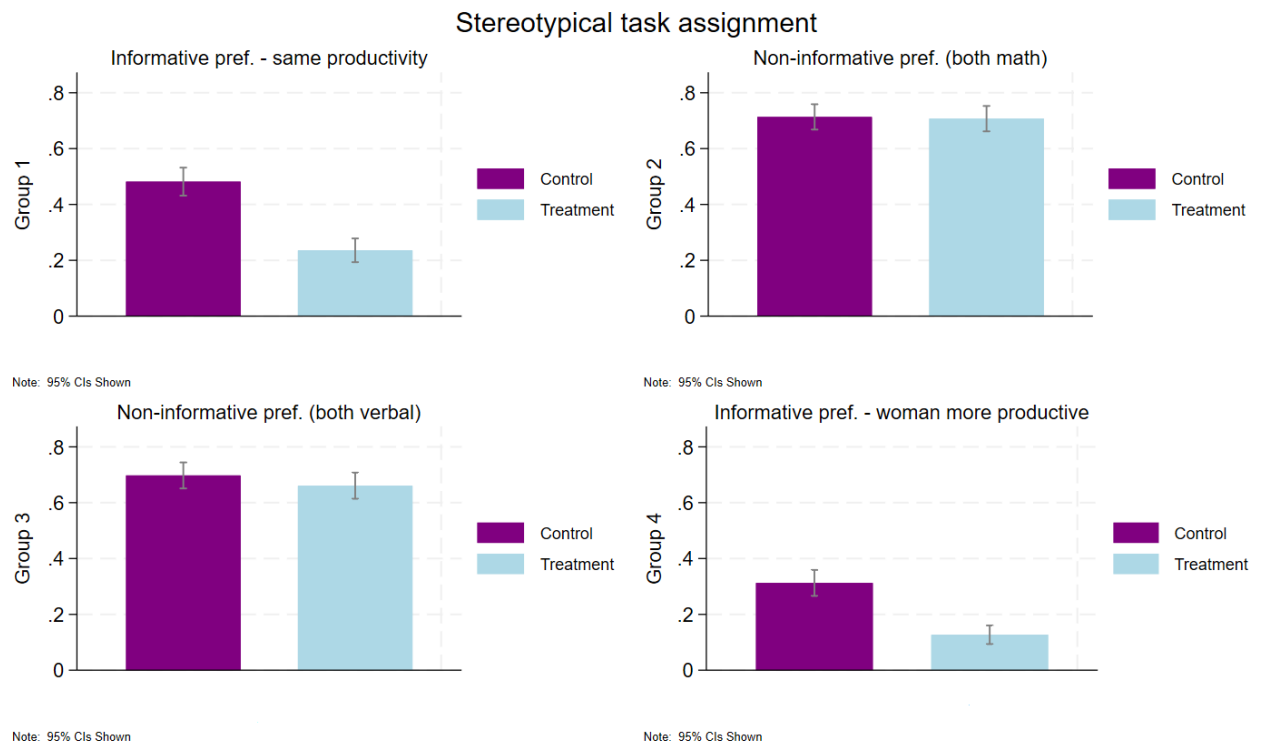 Stereotypical task assignment
Informative pref. - same productivity
Group 1
.8
.6
.4
.2
0
Control
Treatment
Note: 95% CIs Shown
Non-informative pref. (both math)
Group 2
.8
.6
.4
.2
0
Control
Treatment
Note: 95% CIs Shown
Non-informative pref. (both verbal)
Group 3
.8
.6
.4
.2
0
Control
Treatment
Note: 95% CIs Shown
Informative pref. - woman more productive
Group 4
.8
.6
.4
.2
0
Control
Treatment
Note: 95% CIs Shown